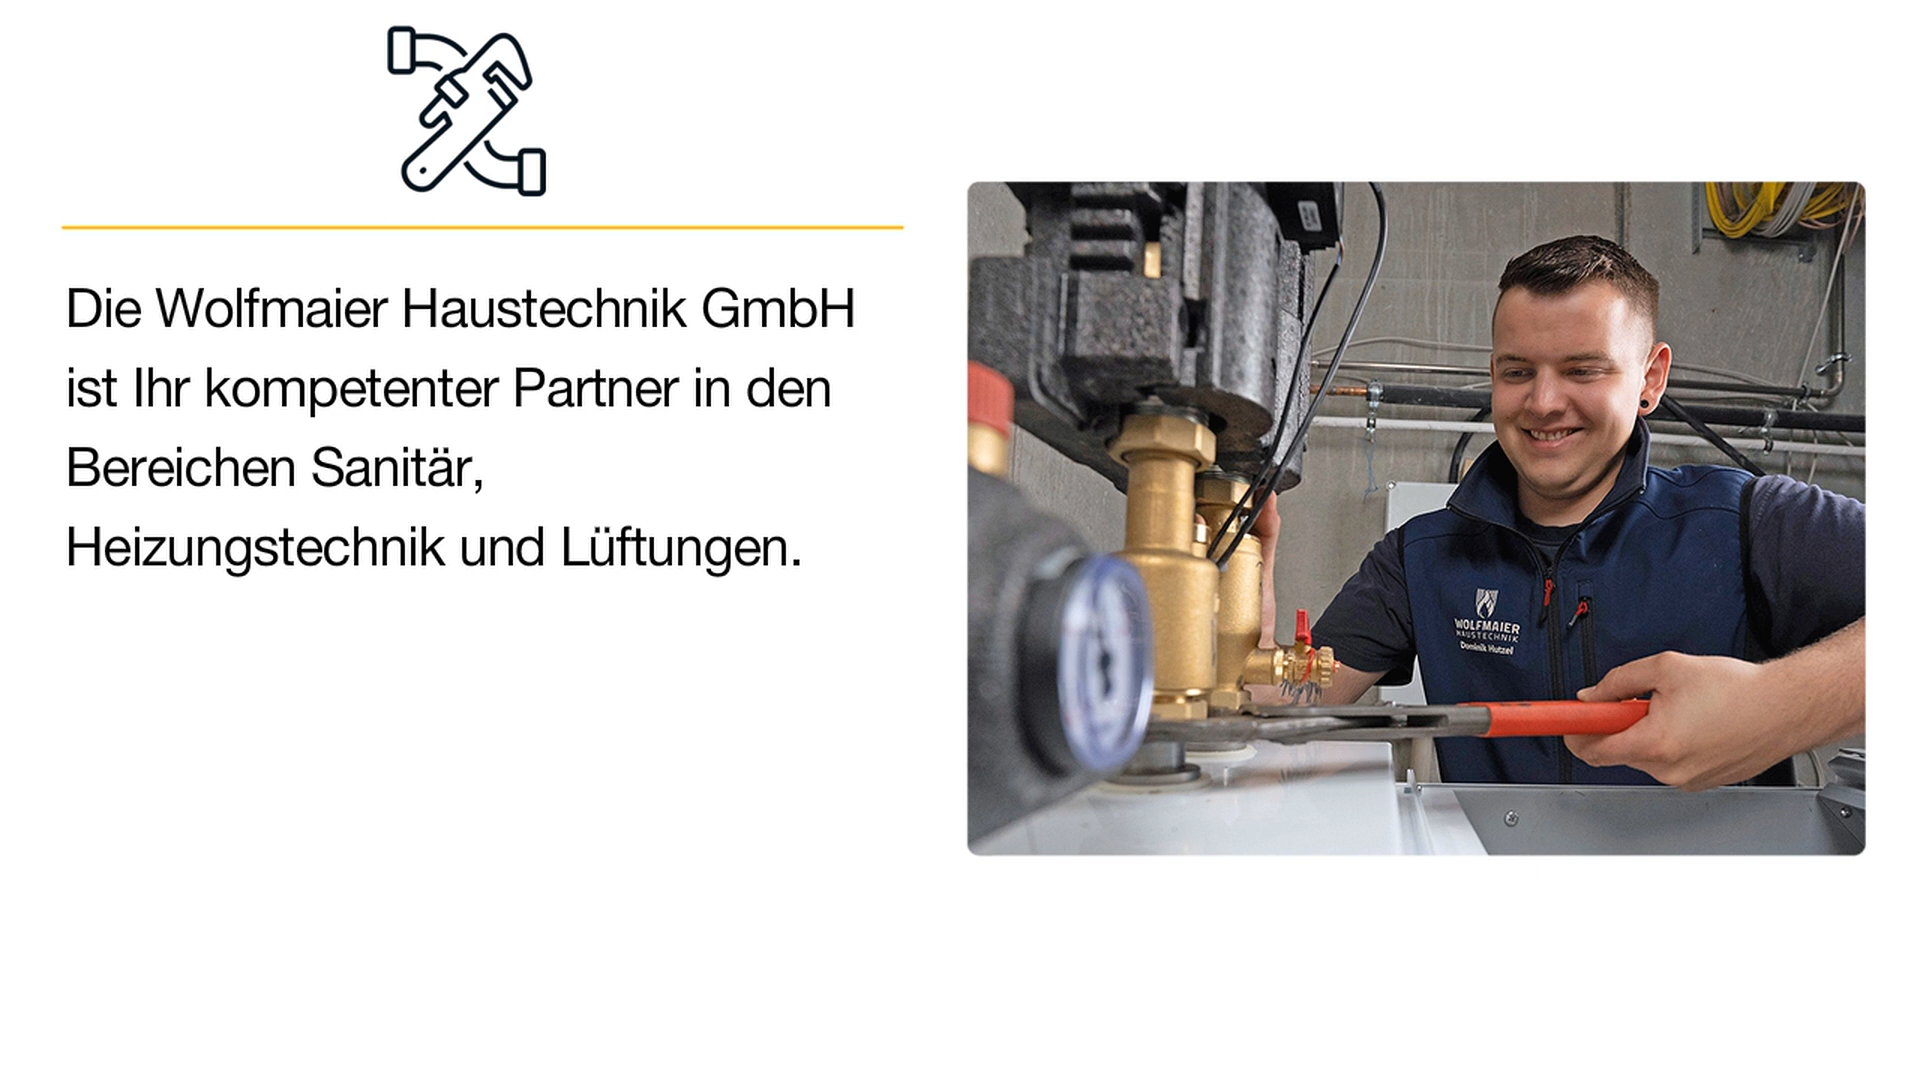 Die Wolfmaier Haustechnik GmbH
ist Ihr kompetenter Partner in den
Bereichen Sanitär,
Heizungstechnik und Lüftungen.
WOLFMAIER
HAUSTECHNIK
Dominik Hutzel